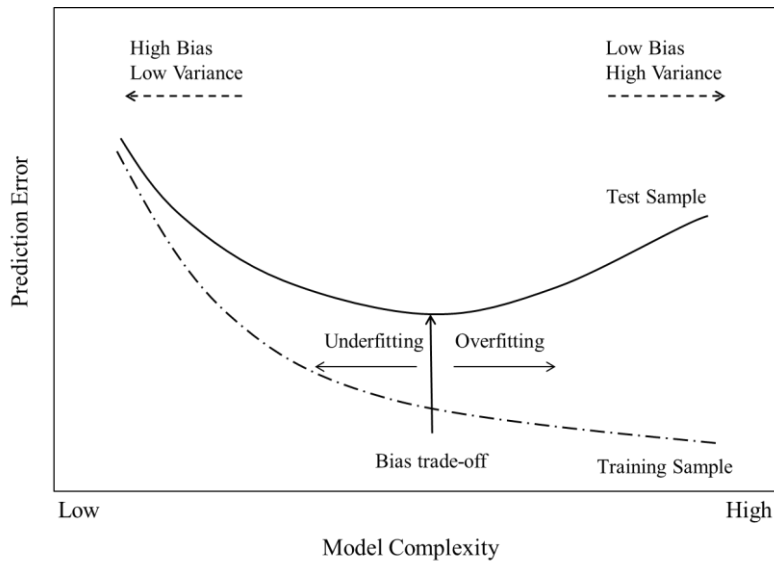 High Bias
Low Variance
Low Bias
High Variance
Prediction Error
Test Sample
Underfitting
Overfitting
Bias trade-off
Training Sample
Low
High
Model Complexity